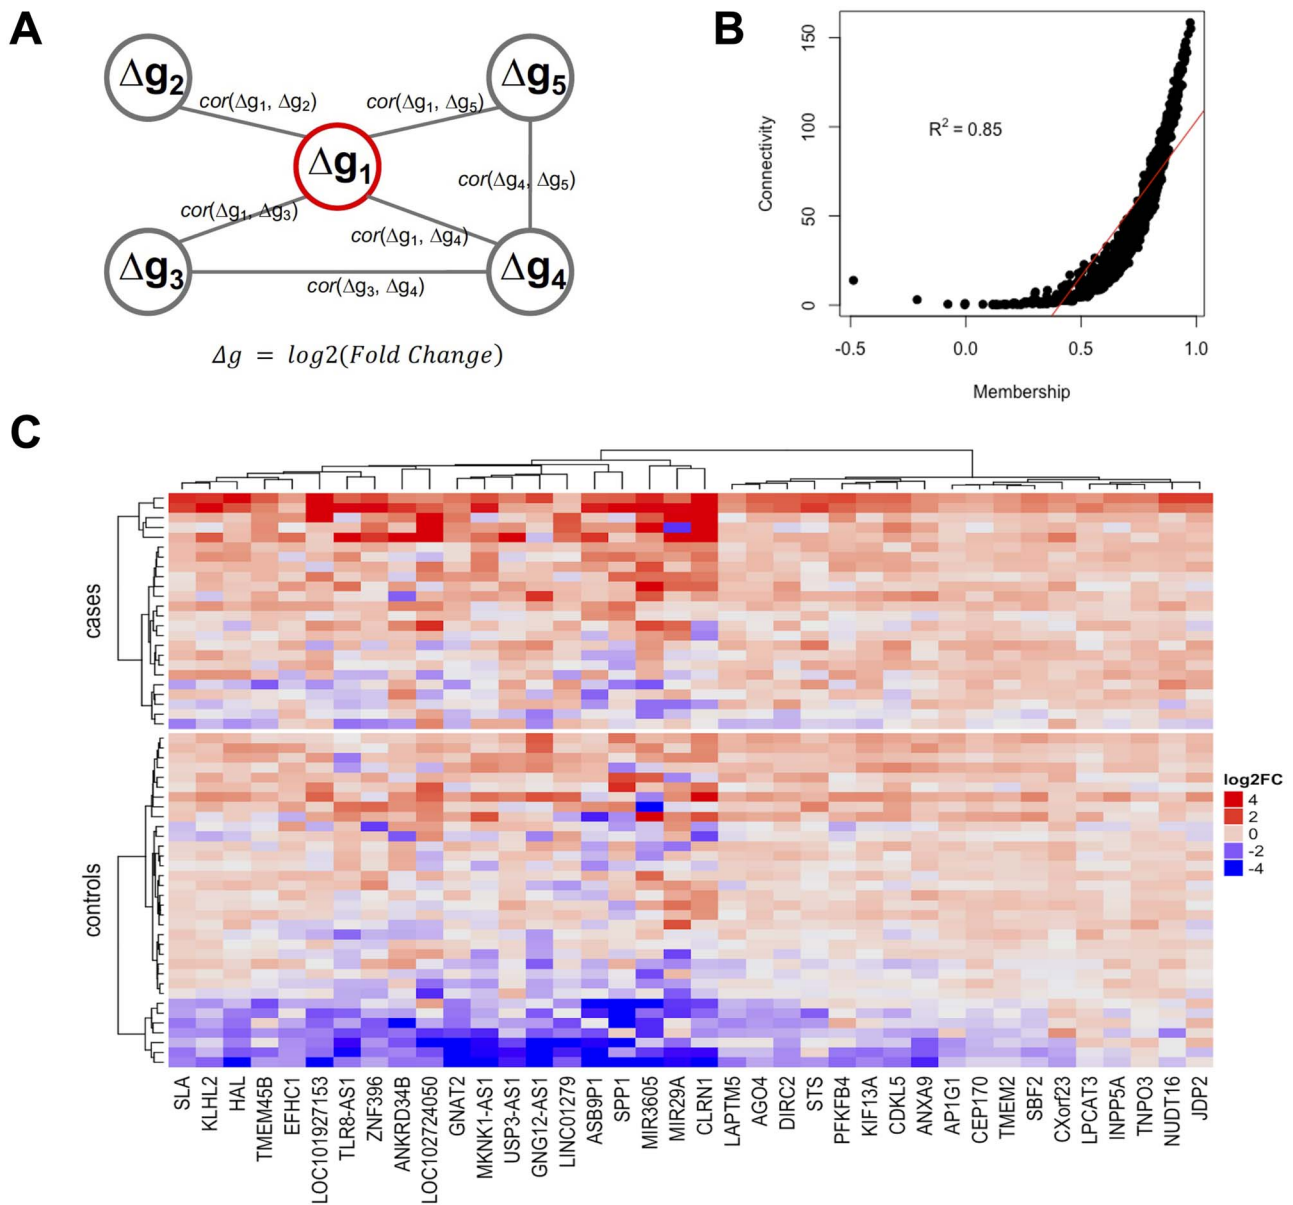 A
Δg2
Δg5
cor(Δg1, Δg2)
cor(Δg1, Δg5)
Δg1
cor(Δg4, Δg5)
cor(Δg1, Δg3)
cor(Δg1, Δg4)
Δg3
Δg4
cor(Δg3, Δg4)
Δg = log2(Fold Change)
B
Connectivity
150
100
50
0
R2 = 0.85
-0.5
0.0
0.5
1.0
Membership
C
cases
controls
log2FC
4
2
0
-2
-4
SLA
KLHL2
HAL
TMEM45B
EFHC1
LOC101927153
TLR8-AS1
ZNF396
ANKRD34B
LOC102724050
GNAT2
MKNK1-AS1
USP3-AS1
GNG12-AS1
LINC01279
ASB9P1
SPP1
MIR3605
MIR29A
CLRN1
LAPTM5
AGO4
DIRC2
STS
PFKFB4
KIF13A
CDKL5
ANXA9
AP1G1
CEP170
TMEM2
SBF2
CXorf23
LPCAT3
INPP5A
TNPO3
NUDT16
JDP2